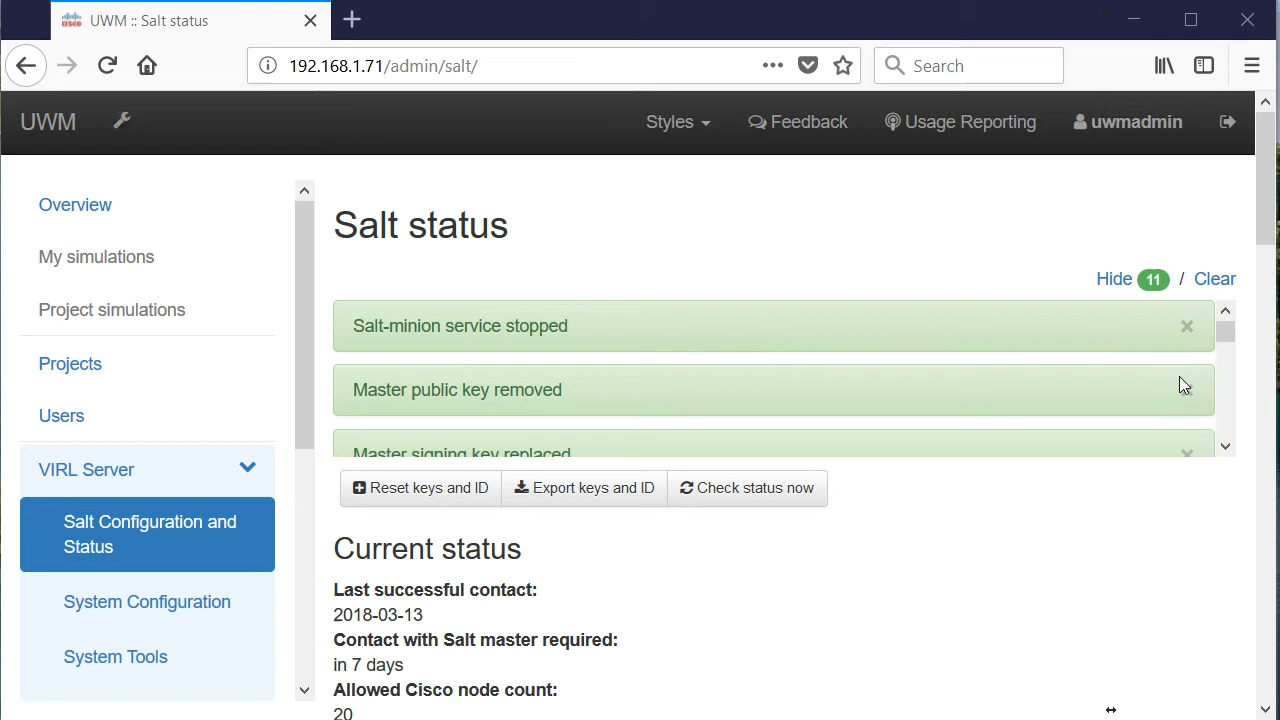 UWM :: Salt status
192.168.1.71/admin/salt/
Search
UWM
Styles
Feedback
Usage Reporting
uwmadmin
Overview
My simulations
Project simulations
Projects
Users
VIRL Server
Salt Configuration and
Status
System Configuration
System Tools
Salt status
Hide 11 / Clear
Salt-minion service stopped
Master public key removed
Master signing key replaced
Reset keys and ID
Export keys and ID
Check status now
Current status
Last successful contact:
2018-03-13
Contact with Salt master required:
in 7 days
Allowed Cisco node count:
20